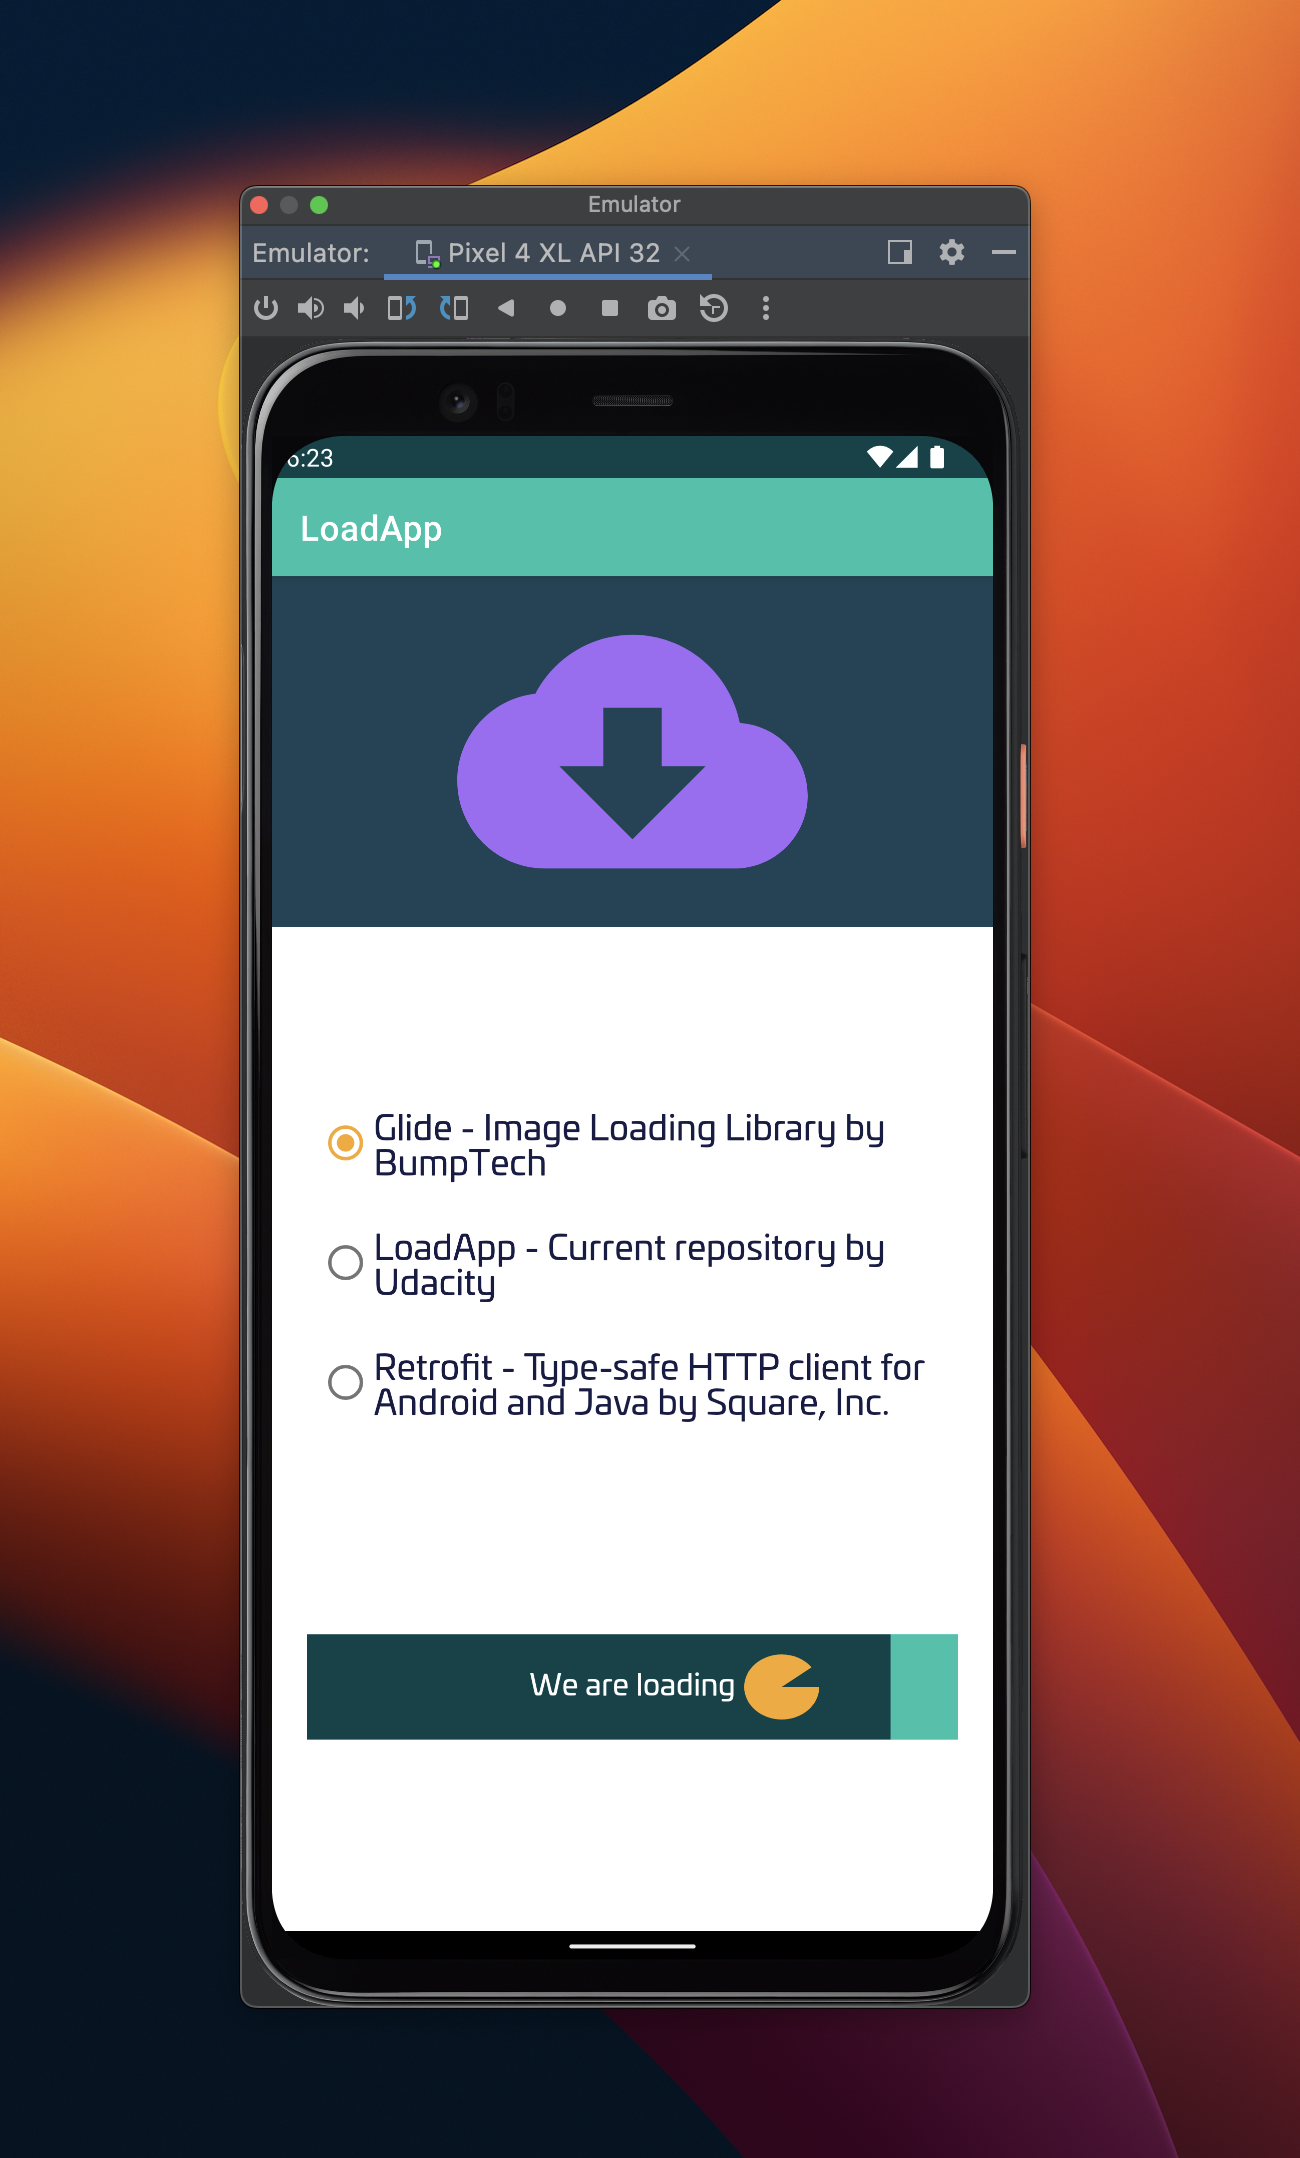 Emulator
Emulator: Pixel 4 XL API 32
6:23
LoadApp
Glide - Image Loading Library by
BumpTech
LoadApp - Current repository by
Udacity
Retrofit - Type-safe HTTP client for
Android and Java by Square, Inc.
We are loading